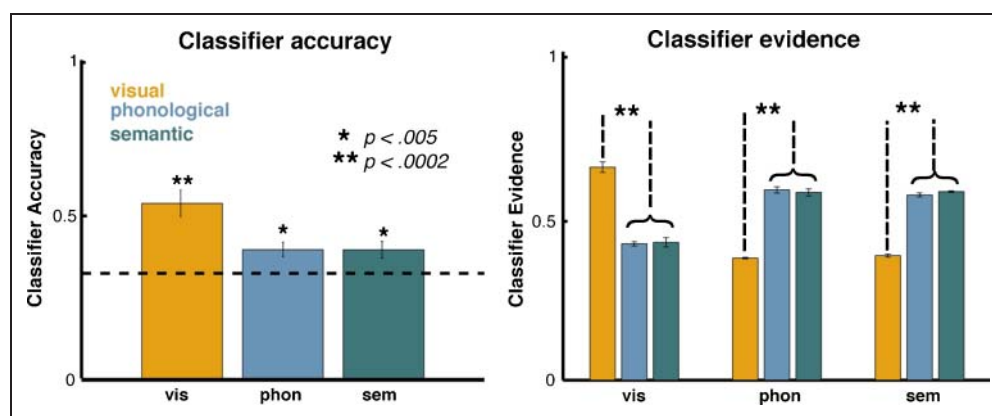 Classifier accuracy
1
visual
phonological
semantic
* p < .005
** p < .0002
**
*
*
0.5
0
Classifier Accuracy
vis phon sem
Classifier evidence
1
** ** **
0.5
0
Classifier Evidence
vis phon sem